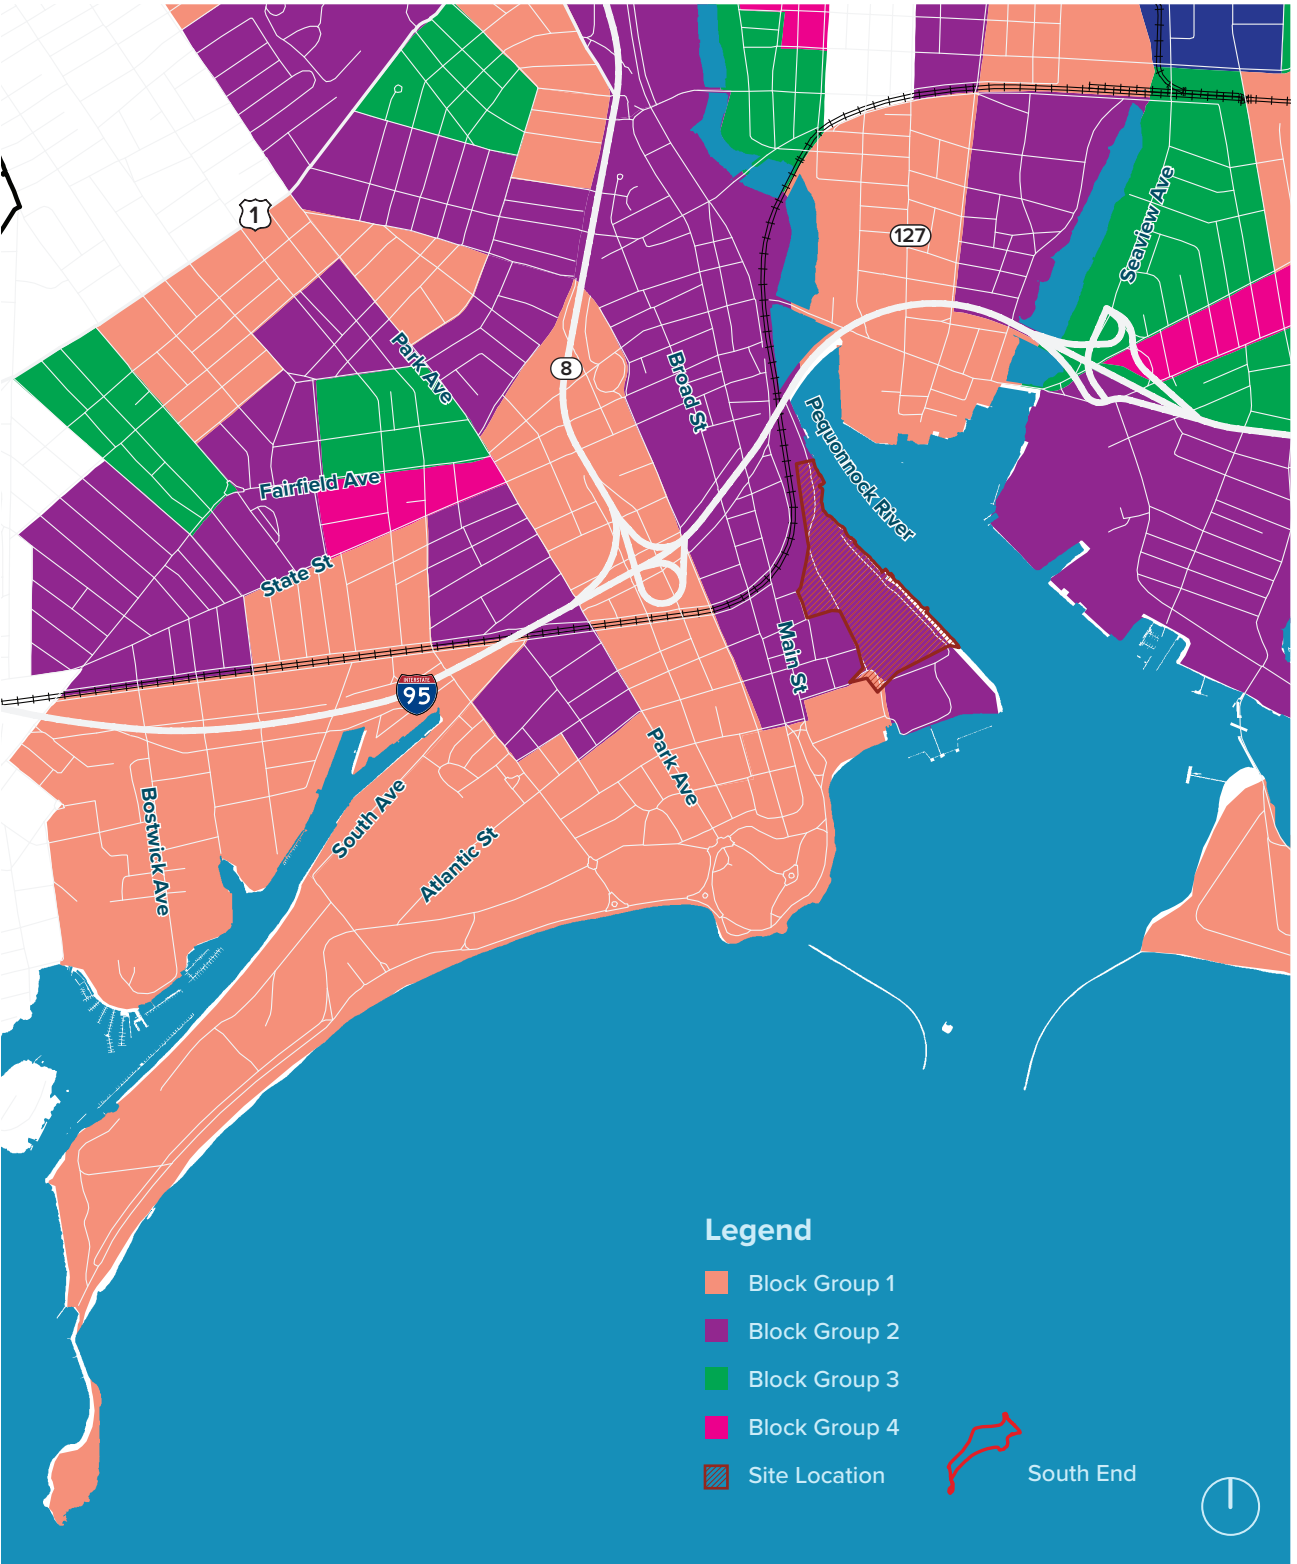 1
127
Seaview Ave
Park Ave
8
Broad St
Pequonnock River
Fairfield Ave
State St
Main St
INTERSTATE
95
Park Ave
Bostwick Ave
South Ave
Atlantic St
Legend
Block Group 1
Block Group 2
Block Group 3
Block Group 4
Site Location
South End